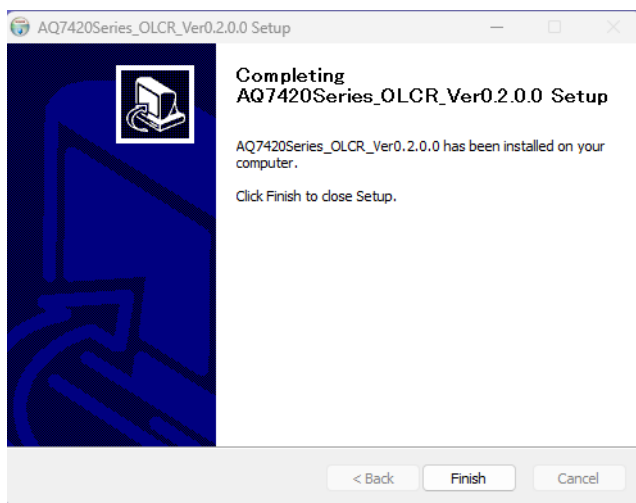 AQ7420Series_OLCR_Ver0.2.0.0 Setup
Completing
AQ7420Series_OLCR_Ver0.2.0.0 Setup
AQ7420Series_OLCR_Ver0.2.0.0 has been installed on your
computer.
Click Finish to close Setup.
< Back
Finish
Cancel